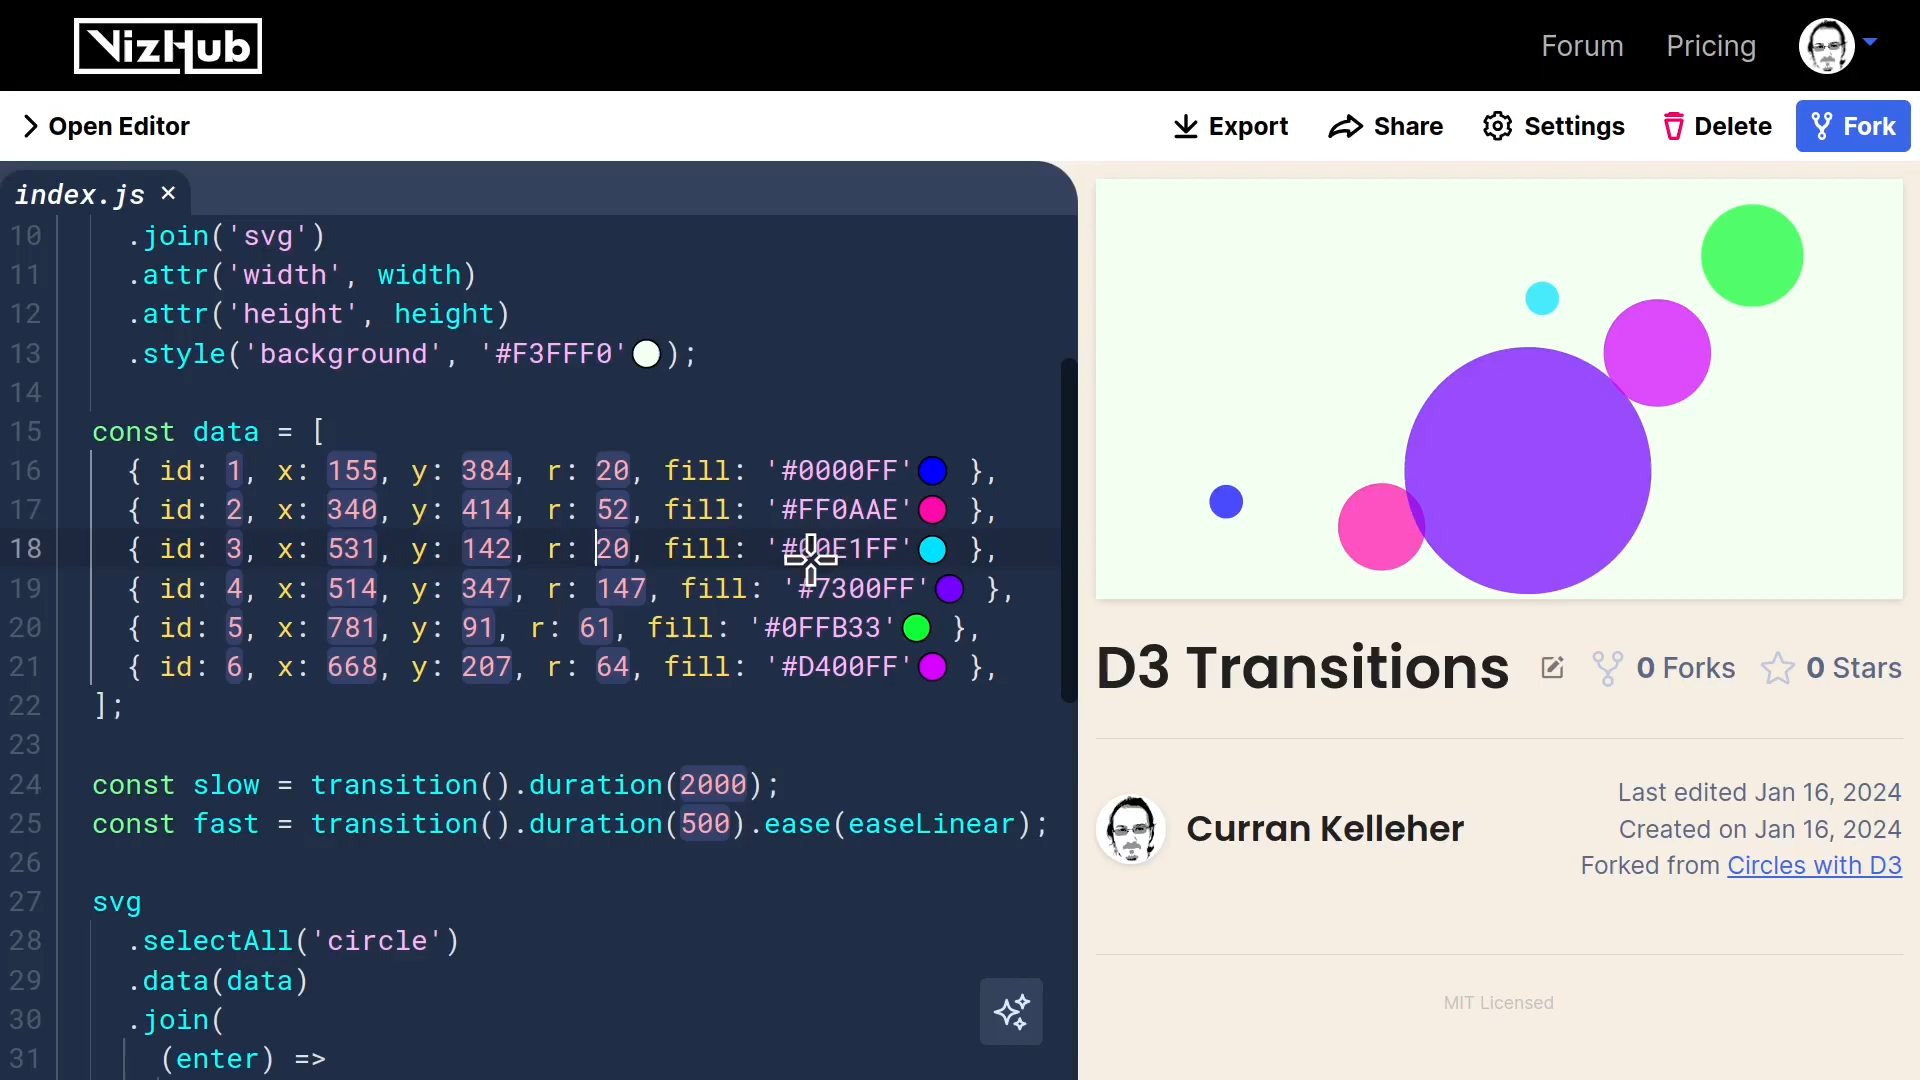 VizHub
Forum Pricing
Open Editor
Export Share Settings Delete Fork
index.js ×
10 .join('svg')
11 .attr('width', width)
12 .attr('height', height)
13 .style('background', '#F3FFF0');
14
15 const data = [
16 { id: 1, x: 155, y: 384, r: 20, fill: '#0000FF' },
17 { id: 2, x: 340, y: 414, r: 52, fill: '#FF0AAE' },
18 { id: 3, x: 531, y: 142, r: 20, fill: '#00E1FF' },
19 { id: 4, x: 514, y: 347, r: 147, fill: '#7300FF' },
20 { id: 5, x: 781, y: 91, r: 61, fill: '#0FFB33' },
21 { id: 6, x: 668, y: 207, r: 64, fill: '#D400FF' },
22 ];
23
24 const slow = transition().duration(2000);
25 const fast = transition().duration(500).ease(easeLinear);
26
27 svg
28 .selectAll('circle')
29 .data(data)
30 .join(
31 (enter) =>
D3 Transitions
0 Forks 0 Stars
Curran Kelleher
Last edited Jan 16, 2024
Created on Jan 16, 2024
Forked from Circles with D3
MIT Licensed